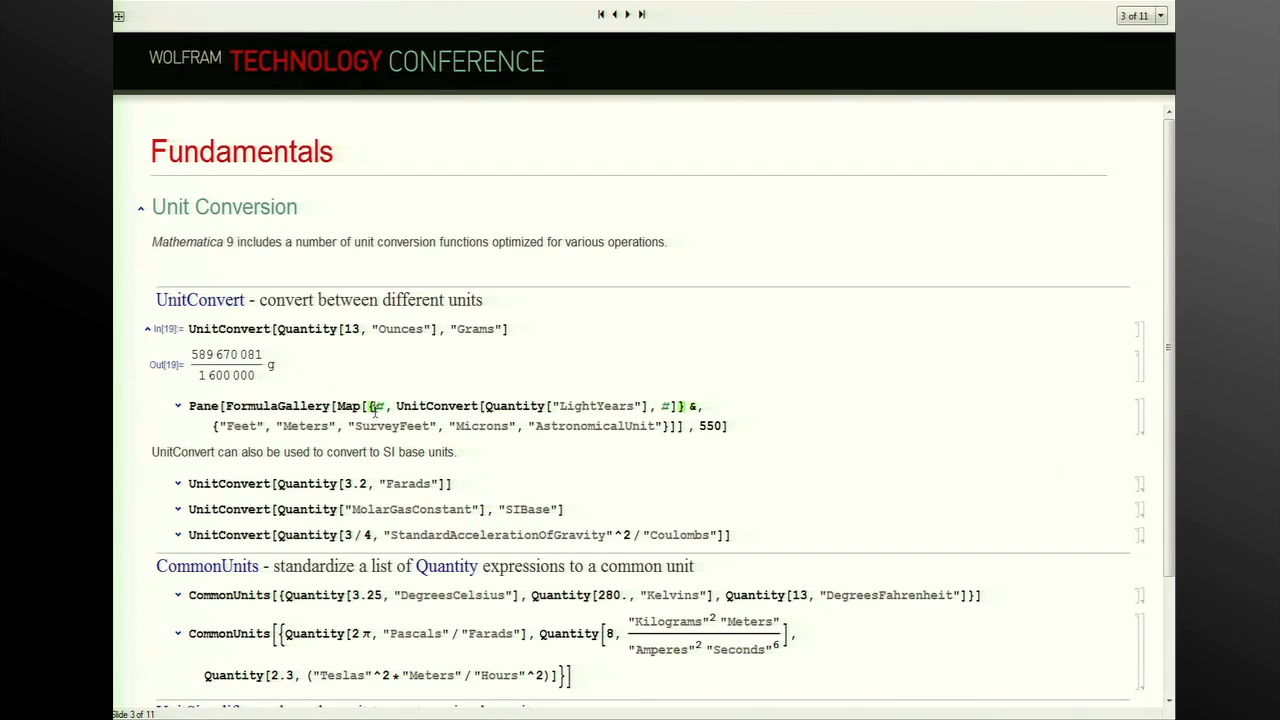 3 of 11
WOLFRAM TECHNOLOGY CONFERENCE
Fundamentals
Unit Conversion
Mathematica 9 includes a number of unit conversion functions optimized for various operations.
UnitConvert - convert between different units
In[19]:= UnitConvert[Quantity[13, "Ounces"], "Grams"]
Out[19]= 589 670 081
1 600 000 g
Pane[FormulaGallery[Map[{#, UnitConvert[Quantity["LightYears"], #]} &,
{"Feet", "Meters", "SurveyFeet", "Microns", "AstronomicalUnit"}]] , 550]
UnitConvert can also be used to convert to SI base units.
UnitConvert[Quantity[3.2, "Farads"]]
UnitConvert[Quantity["MolarGasConstant"], "SIBase"]
UnitConvert[Quantity[3/4, "StandardAccelerationOfGravity"^2/"Coulombs"]]
CommonUnits - standardize a list of Quantity expressions to a common unit
CommonUnits[{Quantity[3.25, "DegreesCelsius"], Quantity[280., "Kelvins"], Quantity[13, "DegreesFahrenheit"]}]
CommonUnits[{Quantity[2 π, "Pascals"/"Farads"], Quantity[8, "Kilograms"² "Meters"
"Amperes"² "Seconds"⁶ ],
Quantity[2.3, ("Teslas"^2*"Meters"/"Hours"^2)]}]
Slide 3 of 11